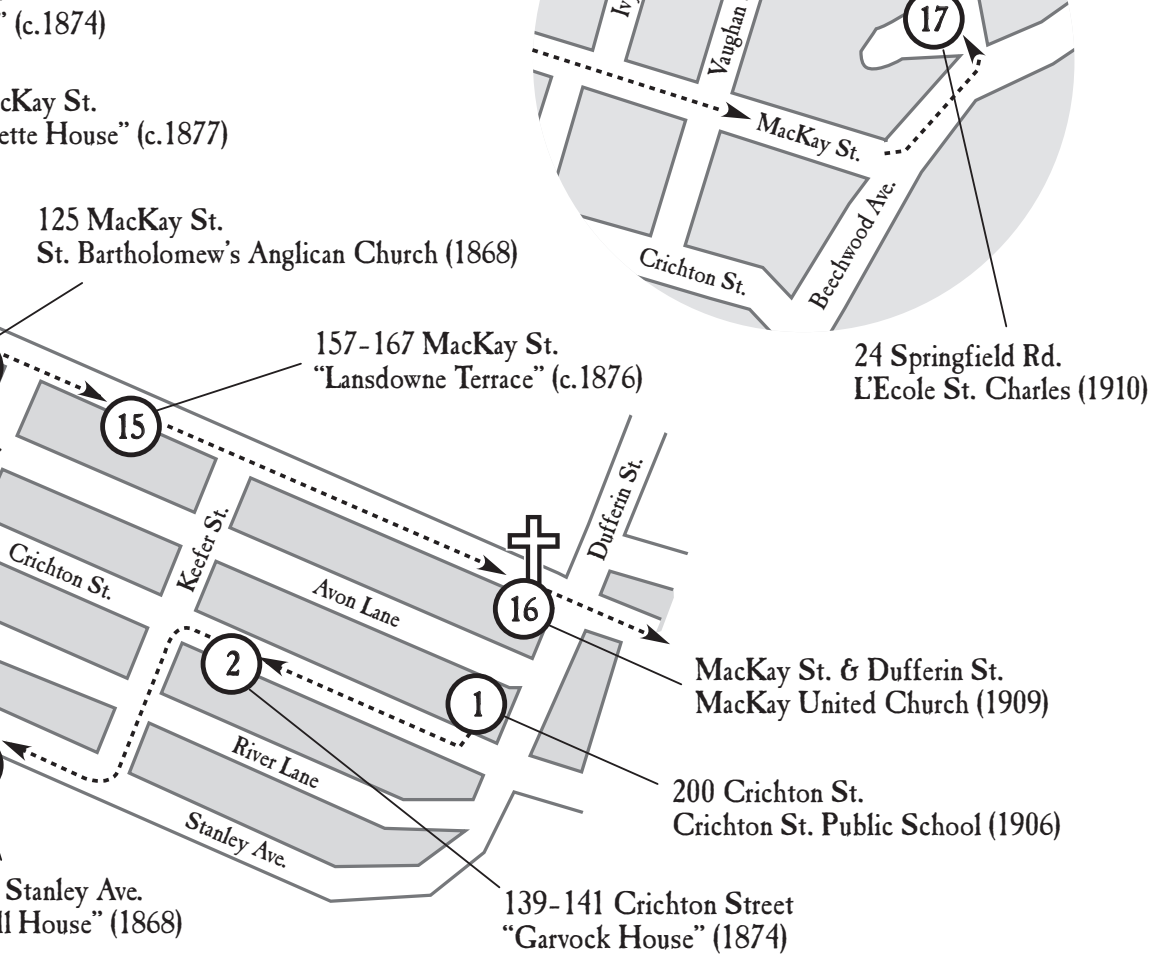 ” (c.1874)
cKay St.
ette House” (c.1877)
125 MacKay St.
St. Bartholomew’s Anglican Church (1868)
157–167 MacKay St.
“Lansdowne Terrace” (c.1876)
17
Vaughan
MacKay St.
Beechwood Ave.
Crichton St.
24 Springfield Rd.
L’Ecole St. Charles (1910)
15
Keefer St.
Crichton St.
Avon Lane
Dufferin St.
16
MacKay St. & Dufferin St.
MacKay United Church (1909)
2
1
River Lane
Stanley Ave.
200 Crichton St.
Crichton St. Public School (1906)
139–141 Crichton Street
“Garvock House” (1874)
Stanley Ave.
ll House” (1868)